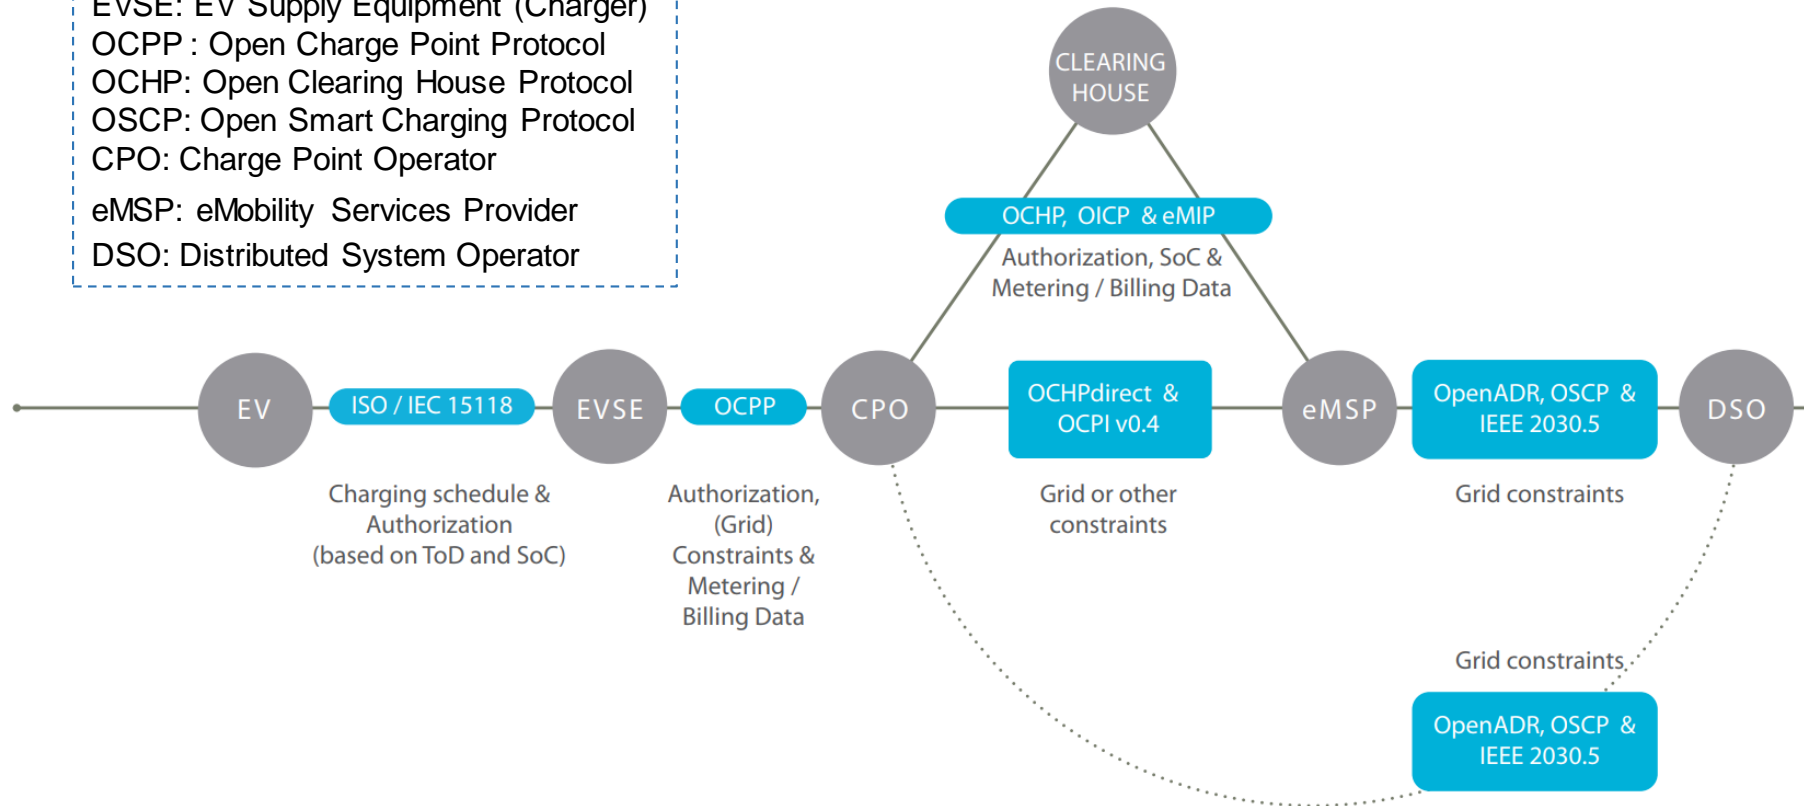 EVSE: EV Supply Equipment (Charger)
OCPP : Open Charge Point Protocol
OCHP: Open Clearing House Protocol
OSCP: Open Smart Charging Protocol
CPO: Charge Point Operator
eMSP: eMobility Services Provider
DSO: Distributed System Operator
CLEARING
HOUSE
OCHP, OICP & eMIP
Authorization, SoC &
Metering / Billing Data
EV
ISO / IEC 15118
EVSE
OCPP
CPO
OCHPdirect &
OCPI v0.4
eMSP
OpenADR, OSCP &
IEEE 2030.5
DSO
Charging schedule &
Authorization
(based on ToD and SoC)
Authorization,
(Grid)
Constraints &
Metering /
Billing Data
Grid or other
constraints
Grid constraints
Grid constraints
OpenADR, OSCP &
IEEE 2030.5